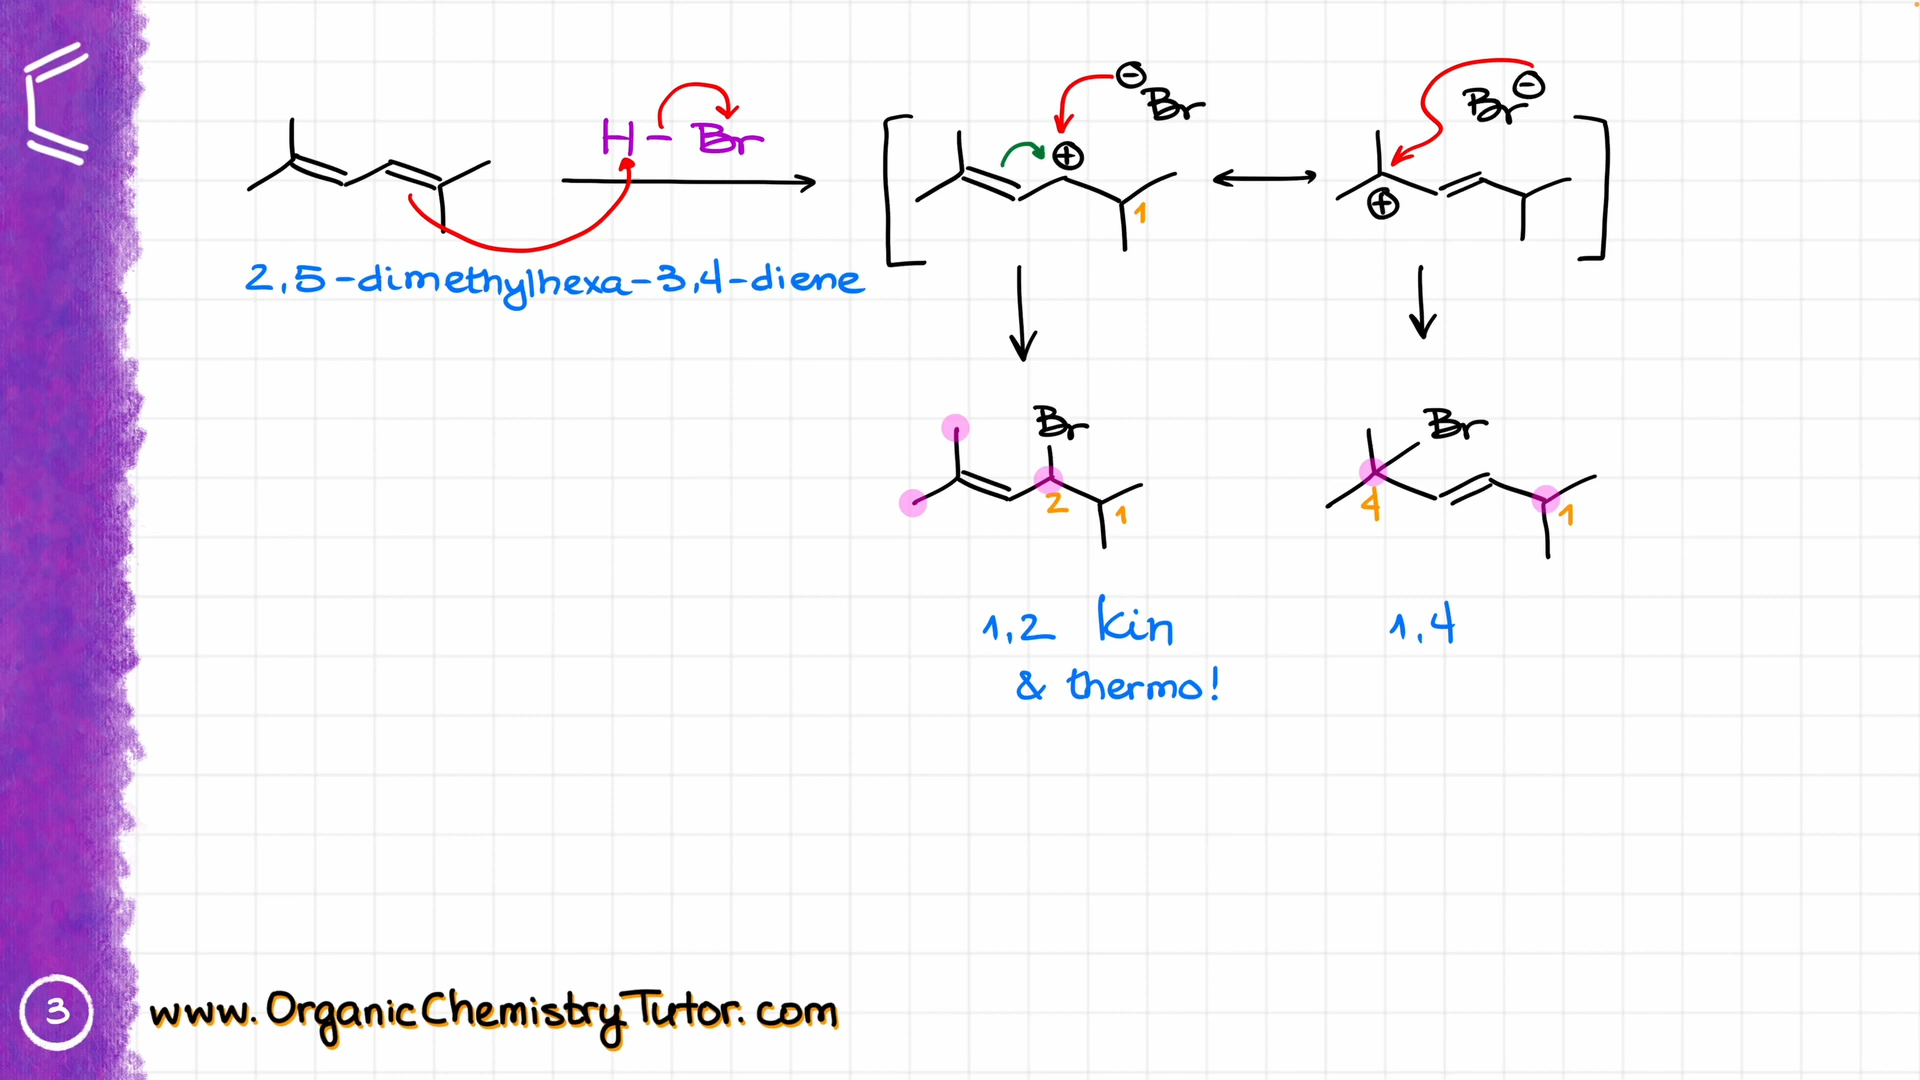 H - Br
⊖
Br
Br ⊖
⊕
1
⊕
2,5-dimethylhexa-3,4-diene
Br
2
1
Br
4
1
1,2 kin
& thermo!
1,4
3
www.OrganicChemistryTutor.com